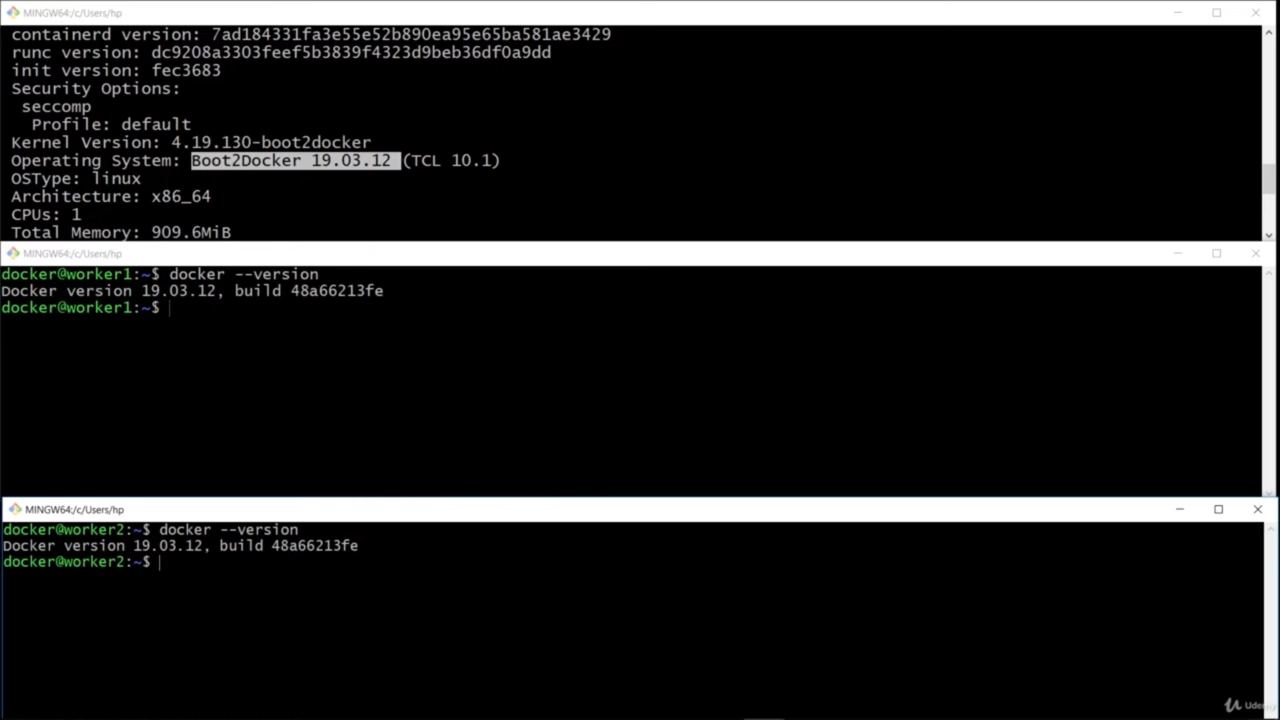 MINGW64:/c/Users/hp
containerd version: 7ad184331fa3e55e52b890ea95e65ba581ae3429
runc version: dc9208a3303feef5b3839f4323d9beb36df0a9dd
init version: fec3683
Security Options:
seccomp
Profile: default
Kernel Version: 4.19.130-boot2docker
Operating System: Boot2Docker 19.03.12 (TCL 10.1)
OSType: linux
Architecture: x86_64
CPUs: 1
Total Memory: 909.6MiB
MINGW64:/c/Users/hp
docker@worker1:~$ docker --version
Docker version 19.03.12, build 48a66213fe
docker@worker1:~$
MINGW64:/c/Users/hp
docker@worker2:~$ docker --version
Docker version 19.03.12, build 48a66213fe
docker@worker2:~$
Udemy